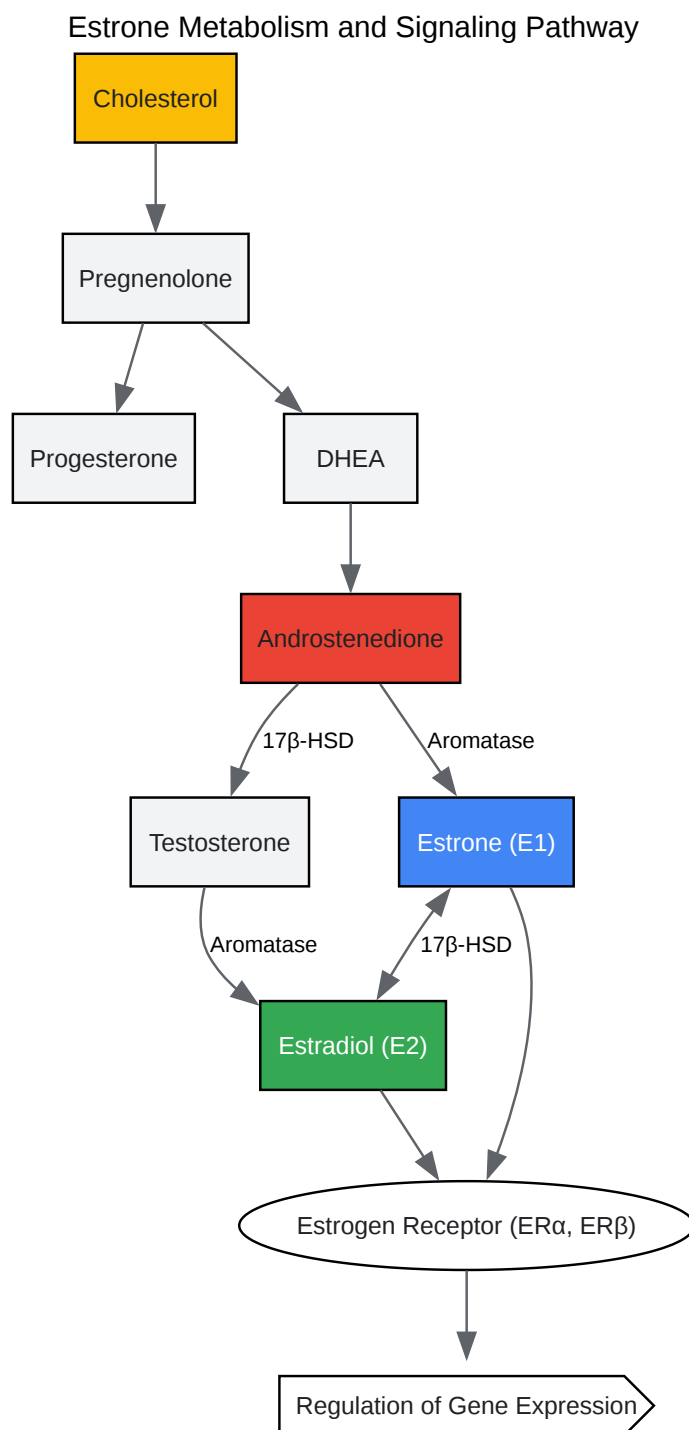 Estrone Metabolism and Signaling Pathway
Cholesterol
Pregnenolone
Progesterone
DHEA
Androstenedione
17β-HSD
Aromatase
Testosterone
Estrone (E1)
Aromatase
17β-HSD
Estradiol (E2)
Estrogen Receptor (ERα, ERβ)
Regulation of Gene Expression